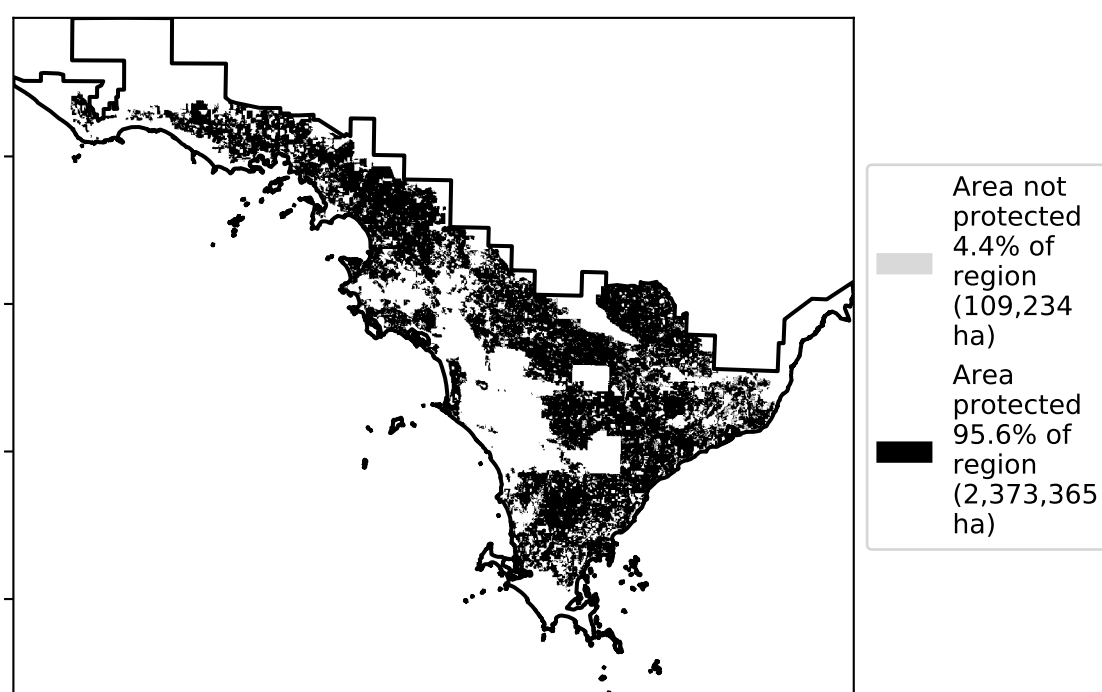 Area not
protected
4.4% of
region
(109,234
ha)
Area
protected
95.6% of
region
(2,373,365
ha)